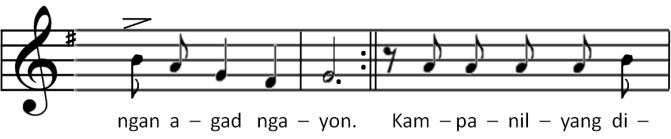 ngan a – gad nga – yon. Kam – pa – nil – yang di –